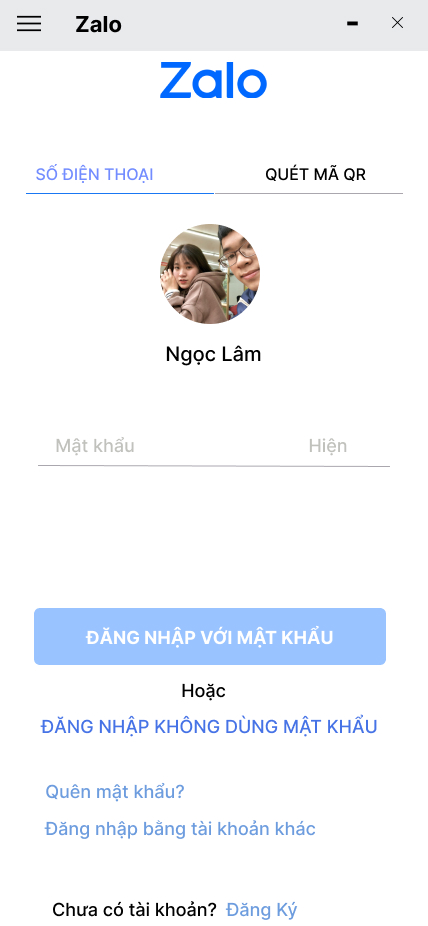 Zalo
Zalo
SỐ ĐIỆN THOẠI QUÉT MÃ QR
Ngọc Lâm
Mật khẩu Hiện
ĐĂNG NHẬP VỚI MẬT KHẨU
Hoặc
ĐĂNG NHẬP KHÔNG DÙNG MẬT KHẨU
Quên mật khẩu?
Đăng nhập bằng tài khoản khác
Chưa có tài khoản? Đăng Ký